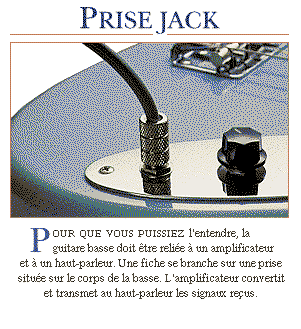 PRISE JACK
POUR QUE VOUS PUISSIEZ l'entendre, la
guitare basse doit être reliée à un amplificateur
et à un haut-parleur. Une fiche se branche sur une prise
située sur le corps de la basse. L'amplificateur convertit
et transmet au haut-parleur les signaux reçus.